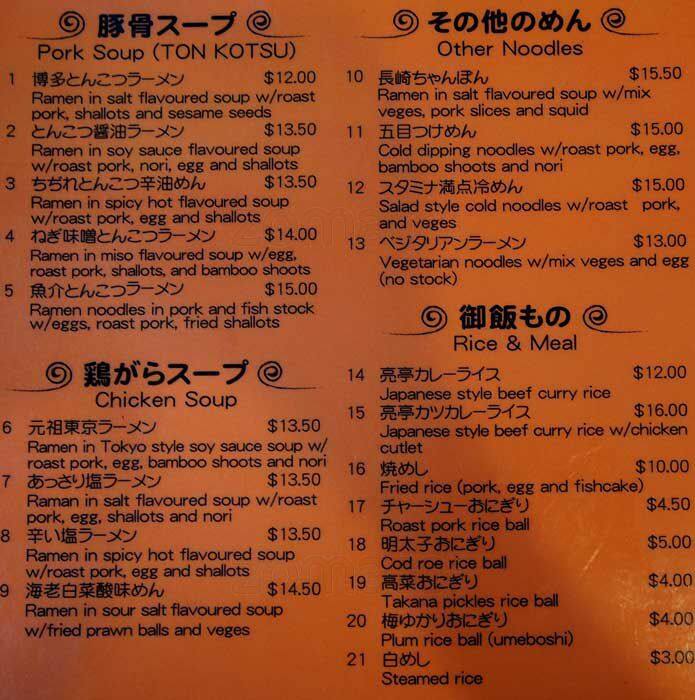 豚骨スープ
Pork Soup (TON KOTSU)
1 博多とんこつラーメン $12.00
Ramen in salt flavoured soup w/roast
pork, shallots and sesame seeds
2 とんこつ醤油ラーメン $13.50
Ramen in soy sauce flavoured soup
w/roast pork, nori, egg and shallots
3 ちぢれとんこつ辛油めん $13.50
Ramen in spicy hot flavoured soup
w/roast pork, egg and shallots
4 ねぎ味噌とんこつラーメン $14.00
Ramen in miso flavoured soup w/egg,
roast pork, shallots, and bamboo shoots
5 魚介とんこつラーメン $15.00
Ramen noodles in pork and fish stock
w/eggs, roast pork, fried shallots
鶏がらスープ
Chicken Soup
6 元祖東京ラーメン $13.50
Ramen in Tokyo style soy sauce soup w/
roast pork, egg, bamboo shoots and nori
7 あっさり塩ラーメン $13.50
Raman in salt flavoured soup w/roast
pork, egg, shallots and nori
8 辛い塩ラーメン $13.50
Ramen in spicy hot flavoured soup
w/roast pork, egg and shallots
9 海老白菜酸味めん $14.50
Ramen in sour salt flavoured soup
w/fried prawn balls and veges
その他のめん
Other Noodles
10 長崎ちゃんぽん $15.50
Ramen in salt flavoured soup w/mix
veges, pork slices and squid
11 五目つけめん $15.00
Cold dipping noodles w/roast pork, egg,
bamboo shoots and nori
12 スタミナ満点冷めん $15.00
Salad style cold noodles w/roast pork,
and veges
13 ベジタリアンラーメン $13.00
Vegetarian noodles w/mix veges and egg
(no stock)
御飯もの
Rice & Meal
14 亮亭カレーライス $12.00
Japanese style beef curry rice
15 亮亭カツカレーライス $16.00
Japanese style beef curry rice w/chicken
cutlet
16 焼めし $10.00
Fried rice (pork, egg and fishcake)
17 チャーシューおにぎり $4.50
Roast pork rice ball
18 明太子おにぎり $5.00
Cod roe rice ball
19 高菜おにぎり $4.00
Takana pickles rice ball
20 梅ゆかりおにぎり $4.00
Plum rice ball (umeboshi)
21 白めし $3.00
Steamed rice